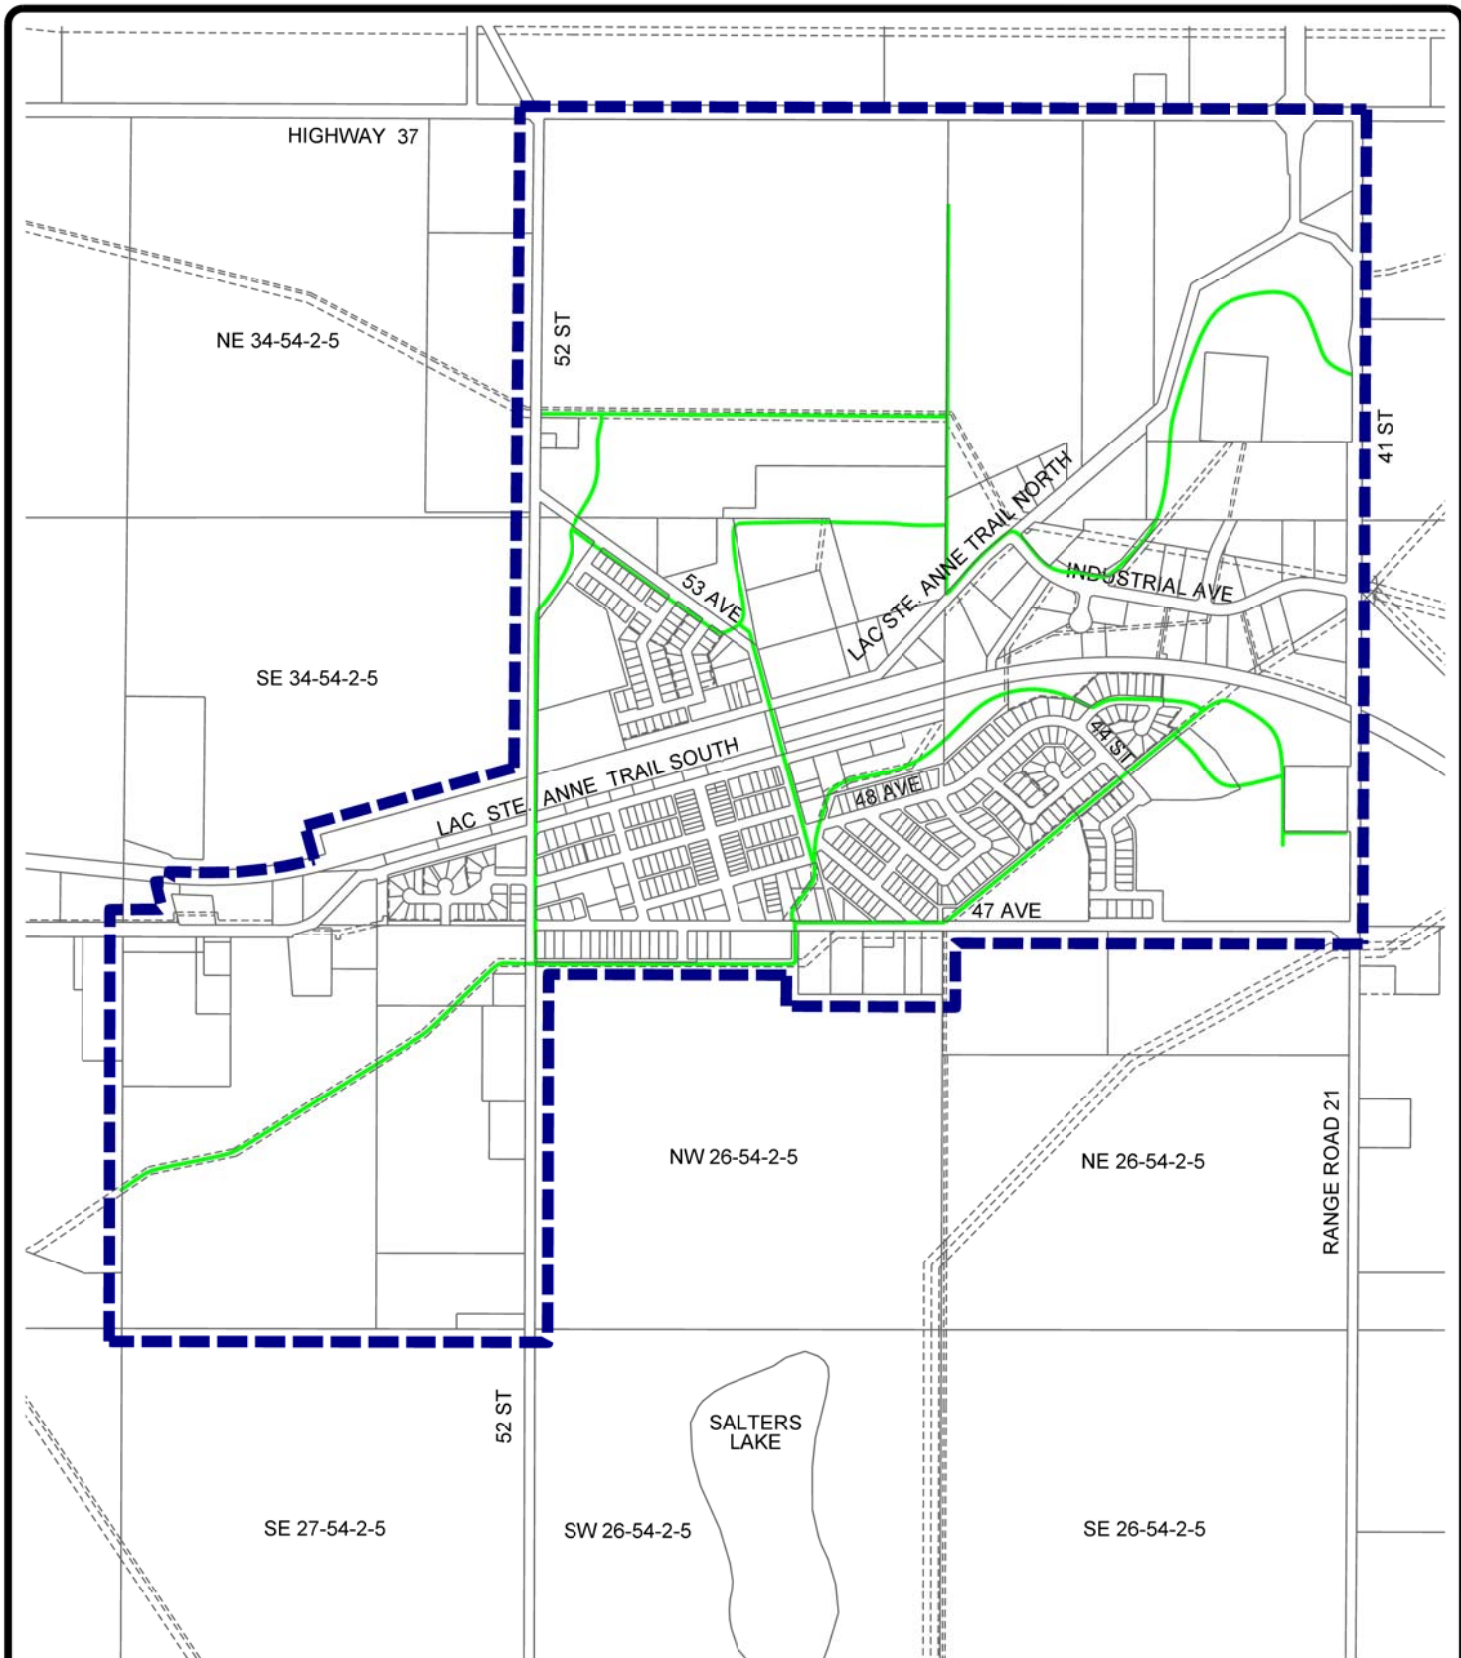 HIGHWAY 37
NE 34-54-2-5
52 ST
41 ST
LAC STE. ANNE TRAIL NORTH
INDUSTRIAL AVE
53 AVE
SE 34-54-2-5
44 ST
LAC STE. ANNE TRAIL SOUTH
48 AVE
47 AVE
NW 26-54-2-5
NE 26-54-2-5
RANGE ROAD 21
52 ST
SALTERS
LAKE
SE 27-54-2-5
SW 26-54-2-5
SE 26-54-2-5